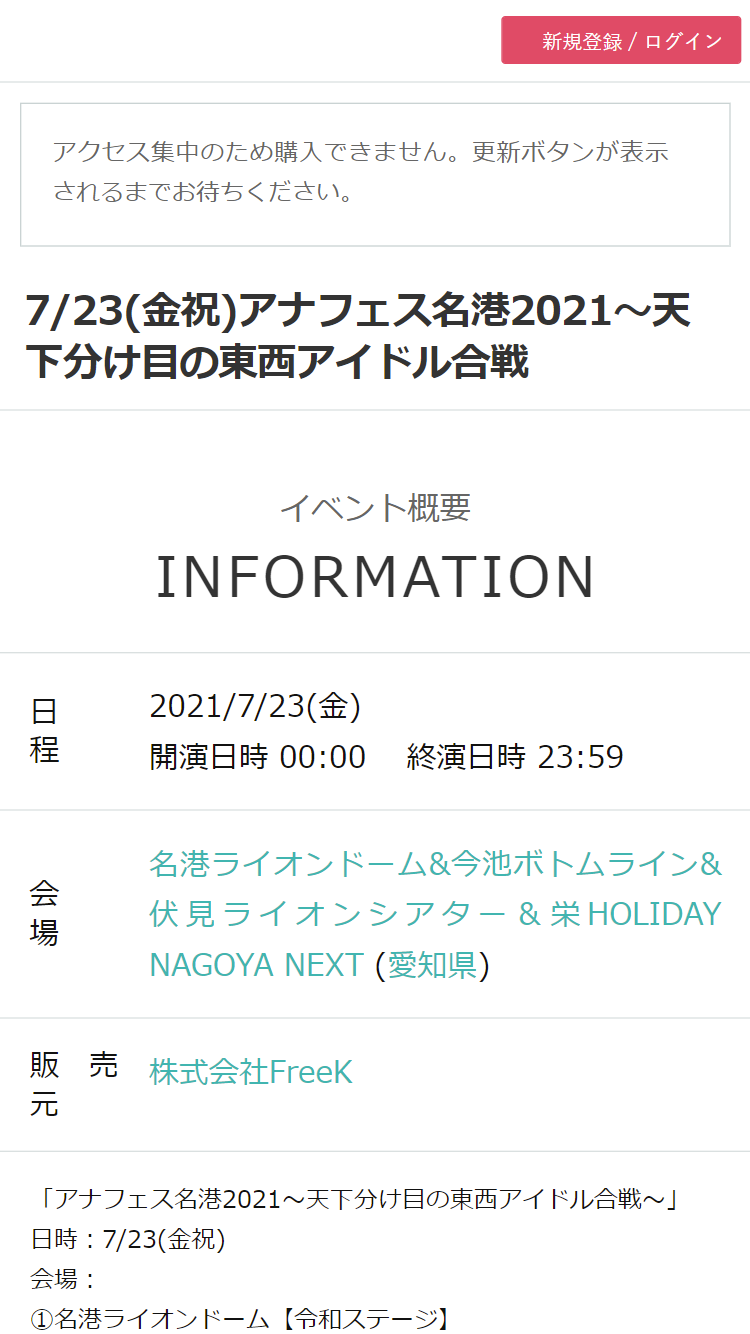 新規登録 / ログイン
アクセス集中のため購入できません。更新ボタンが表示
されるまでお待ちください。
7/23(金祝)アナフェス名港2021～天
下分け目の東西アイドル合戦
イベント概要
INFORMATION
日程
2021/7/23(金)
開演日時 00:00 終演日時 23:59
会場
名港ライオンドーム&今池ボトムライン&
伏見ライオンシアター＆栄HOLIDAY
NAGOYA NEXT (愛知県)
販売元
株式会社FreeK
「アナフェス名港2021～天下分け目の東西アイドル合戦～」
日時：7/23(金祝)
会場：
①名港ライオンドーム【令和ステージ】